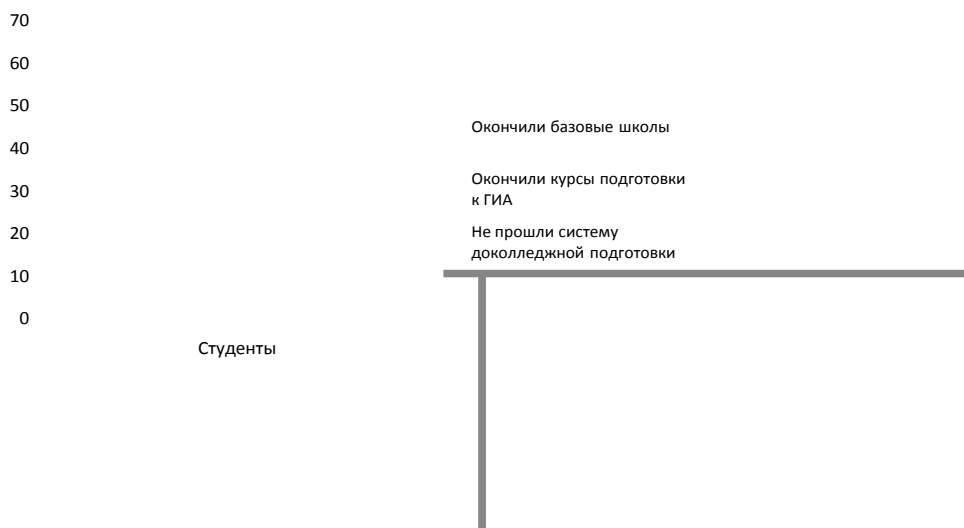 70
60
50
40
30
20
10
0
Студенты
Окончили базовые школы
Окончили курсы подготовки
к ГИА
Не прошли систему
доколледжной подготовки